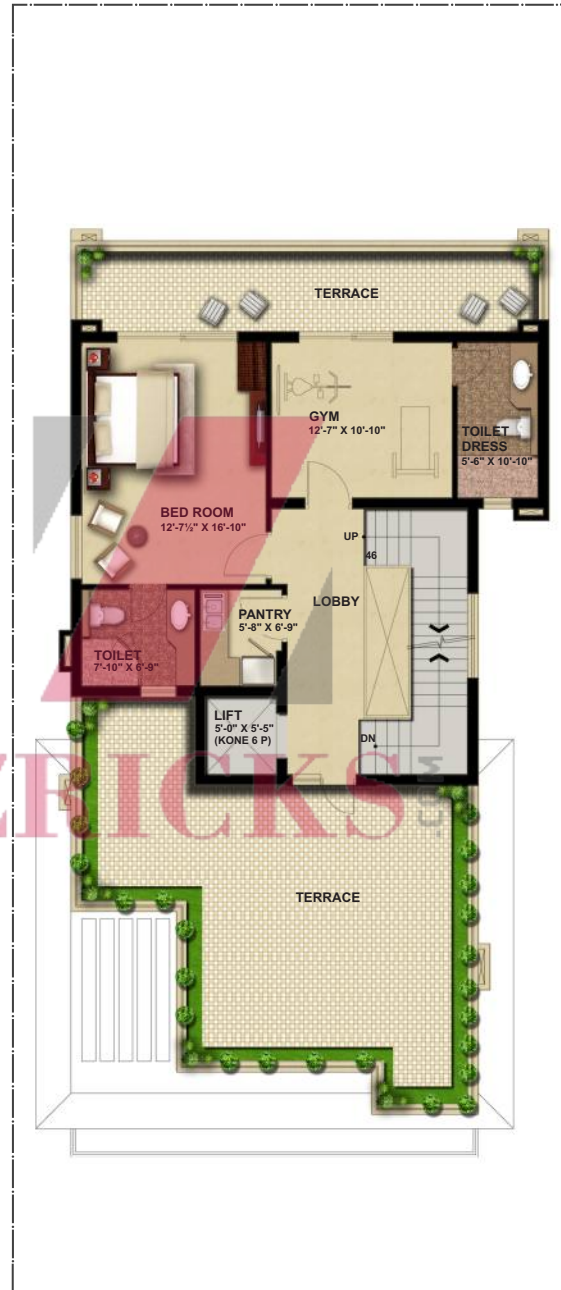 TERRACE
GYM
12'-7" X 10'-10"
TOILET
DRESS
5'-6" X 10'-10"
BED ROOM
12'-7½" X 16'-10"
UP
46
LOBBY
PANTRY
5'-8" X 6'-9"
TOILET
7'-10" X 6'-9"
LIFT
5'-0" X 5'-5"
(KONE 6 P)
DN
ZRICKS
.COM
TERRACE